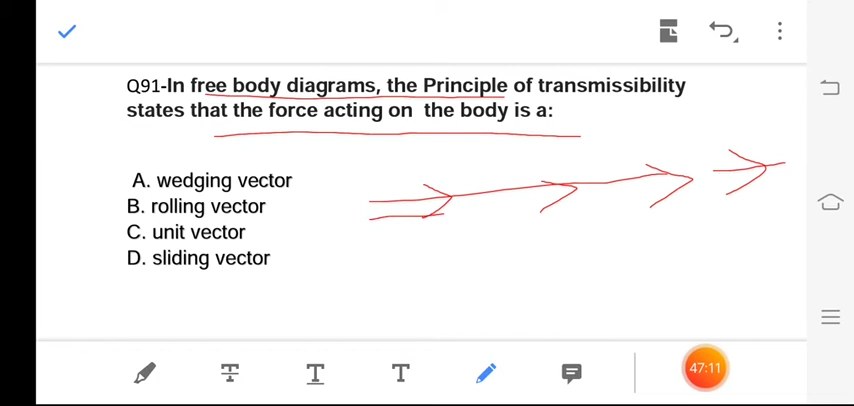 Q91-In free body diagrams, the Principle of transmissibility
states that the force acting on the body is a:
A. wedging vector
B. rolling vector
C. unit vector
D. sliding vector
T T T
47:11